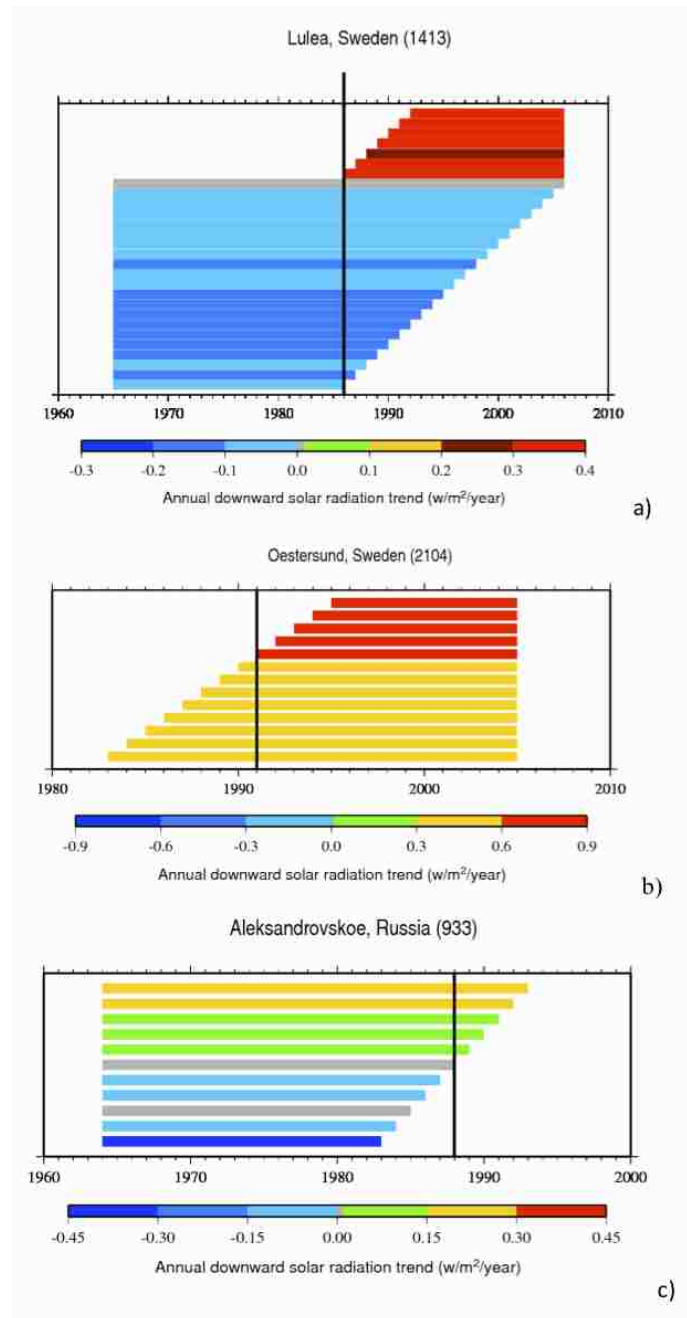 Lulea, Sweden (1413)
1960 1970 1980 1990 2000 2010
-0.3 -0.2 -0.1 0.0 0.1 0.2 0.3 0.4
Annual downward solar radiation trend (w/m²/year)
a)
Oestersund, Sweden (2104)
1980 1990 2000 2010
-0.9 -0.6 -0.3 0.0 0.3 0.6 0.9
Annual downward solar radiation trend (w/m²/year)
b)
Aleksandrovskoe, Russia (933)
1960 1970 1980 1990 2000
-0.45 -0.30 -0.15 0.00 0.15 0.30 0.45
Annual downward solar radiation trend (w/m²/year)
c)